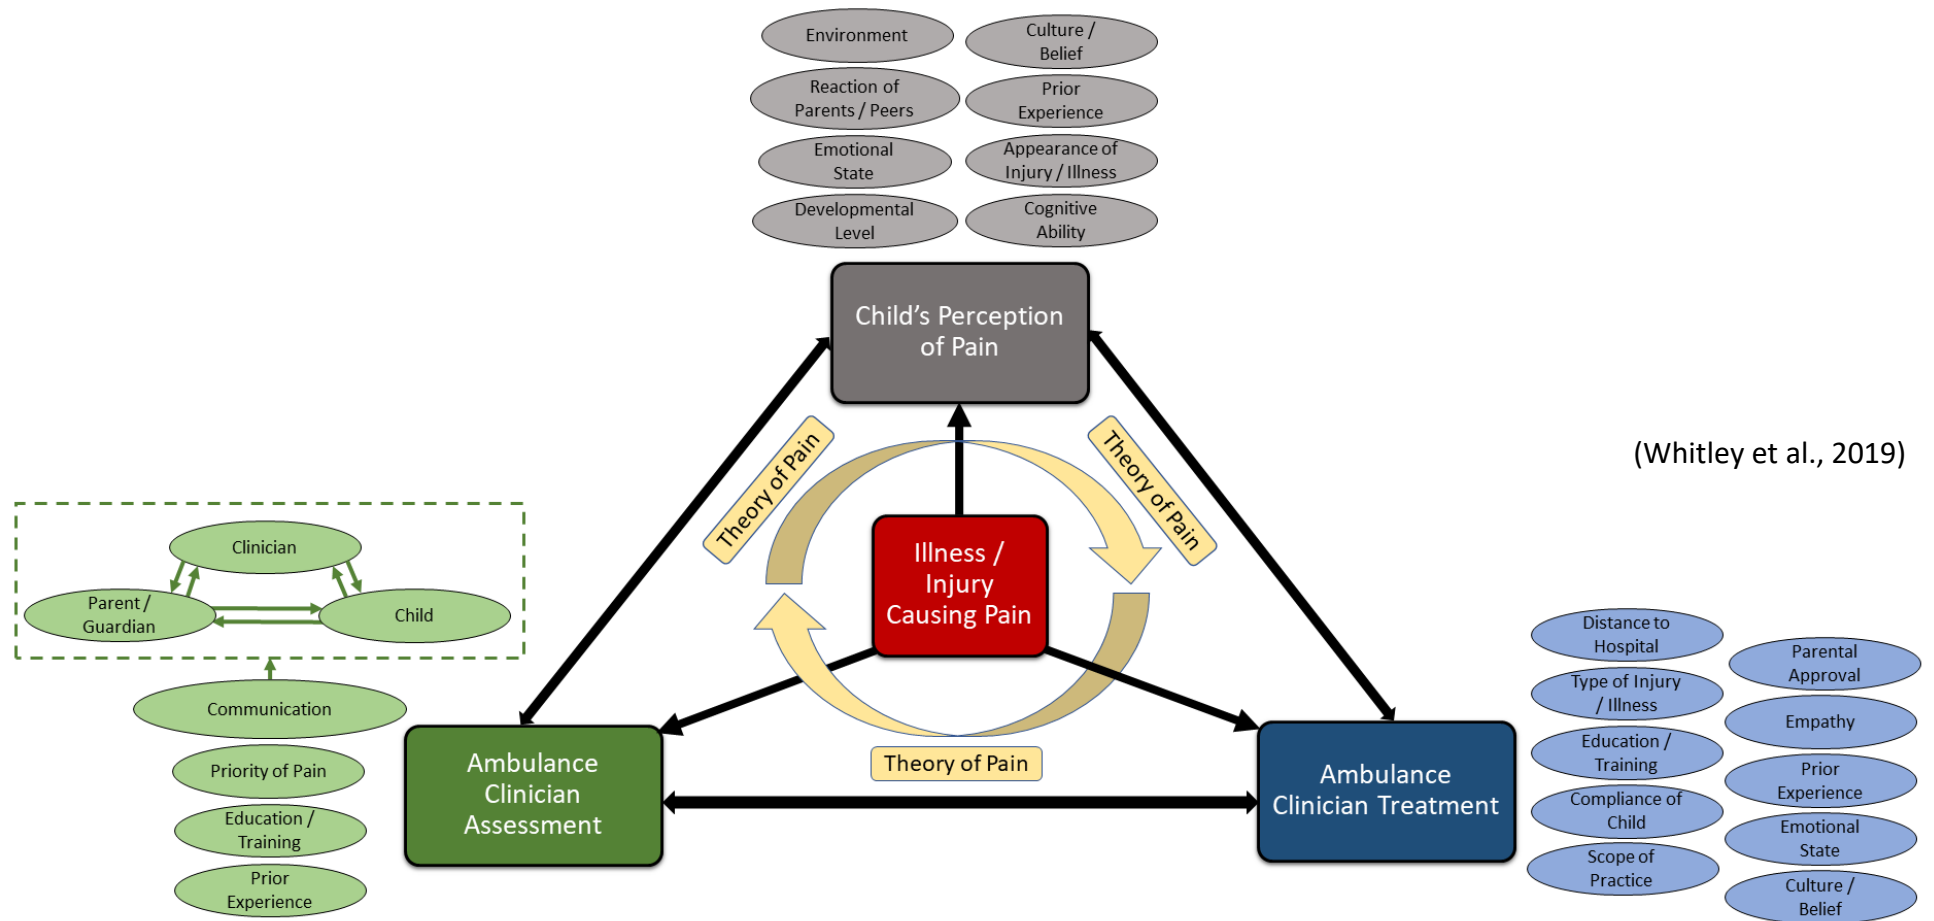 Environment
Culture /
Belief
Reaction of
Parents / Peers
Prior
Experience
Emotional
State
Appearance of
Injury / Illness
Developmental
Level
Cognitive
Ability
Child’s Perception
of Pain
Theory of Pain
Theory of Pain
(Whitley et al., 2019)
Illness /
Injury
Causing Pain
Clinician
Parent /
Guardian
Child
Communication
Priority of Pain
Education /
Training
Prior
Experience
Ambulance
Clinician
Assessment
Theory of Pain
Ambulance
Clinician Treatment
Distance to
Hospital
Parental
Approval
Type of Injury
/ Illness
Empathy
Education /
Training
Prior
Experience
Compliance of
Child
Emotional
State
Scope of
Practice
Culture /
Belief